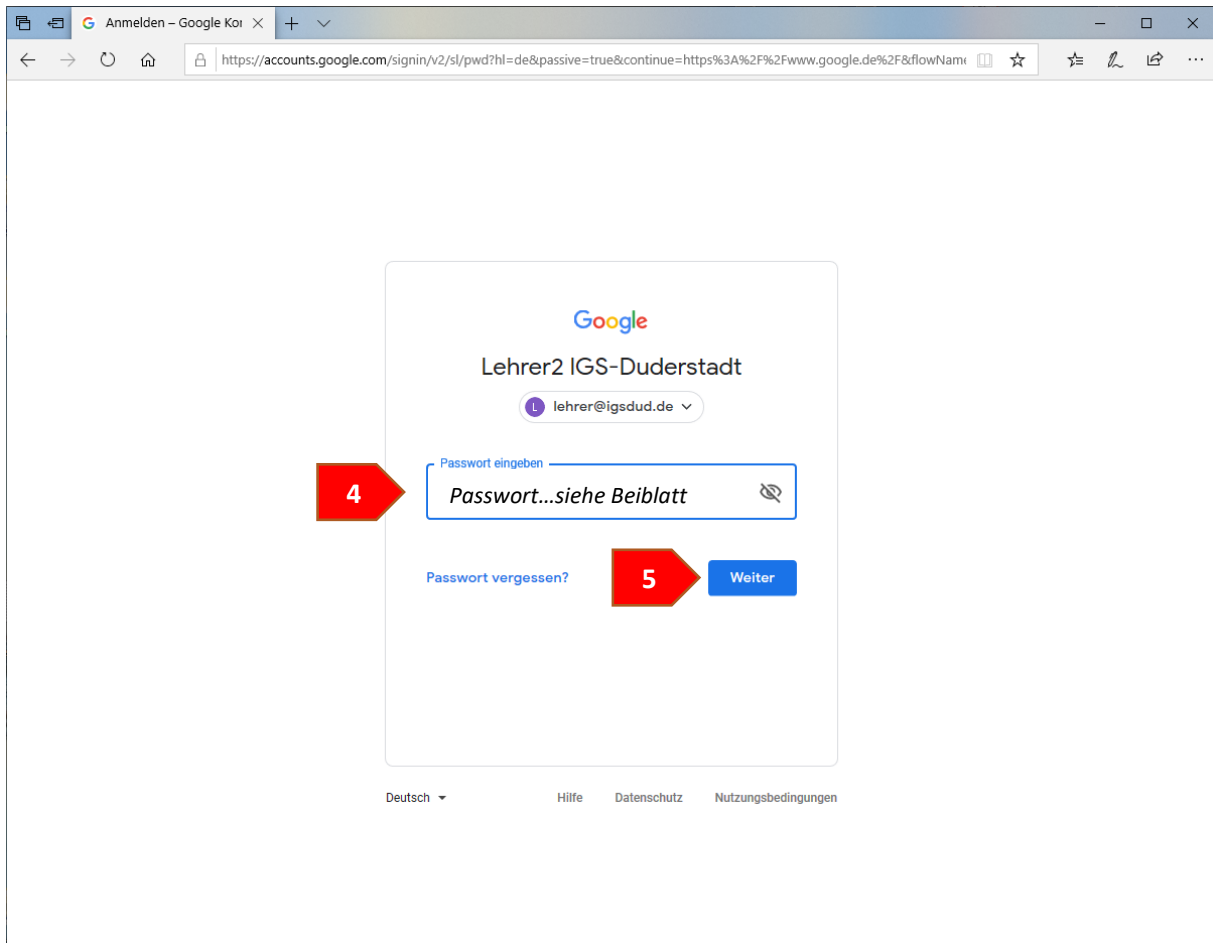 Anmelden – Google Kor
https://accounts.google.com/signin/v2/sl/pwd?hl=de&passive=true&continue=https%3A%2F%2Fwww.google.de%2F&flowName
Google
Lehrer2 IGS-Duderstadt
L lehrer@igsdud.de
Passwort eingeben
4 Passwort...siehe Beiblatt
Passwort vergessen? 5 Weiter
Deutsch Hilfe Datenschutz Nutzungsbedingungen